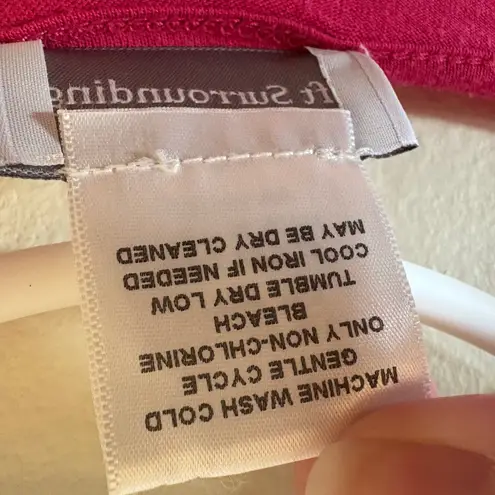 ft Surrounding
MACHINE WASH COLD
GENTLE CYCLE
ONLY NON-CHLORINE
BLEACH
TUMBLE DRY LOW
COOL IRON IF NEEDED
MAY BE DRY CLEANED